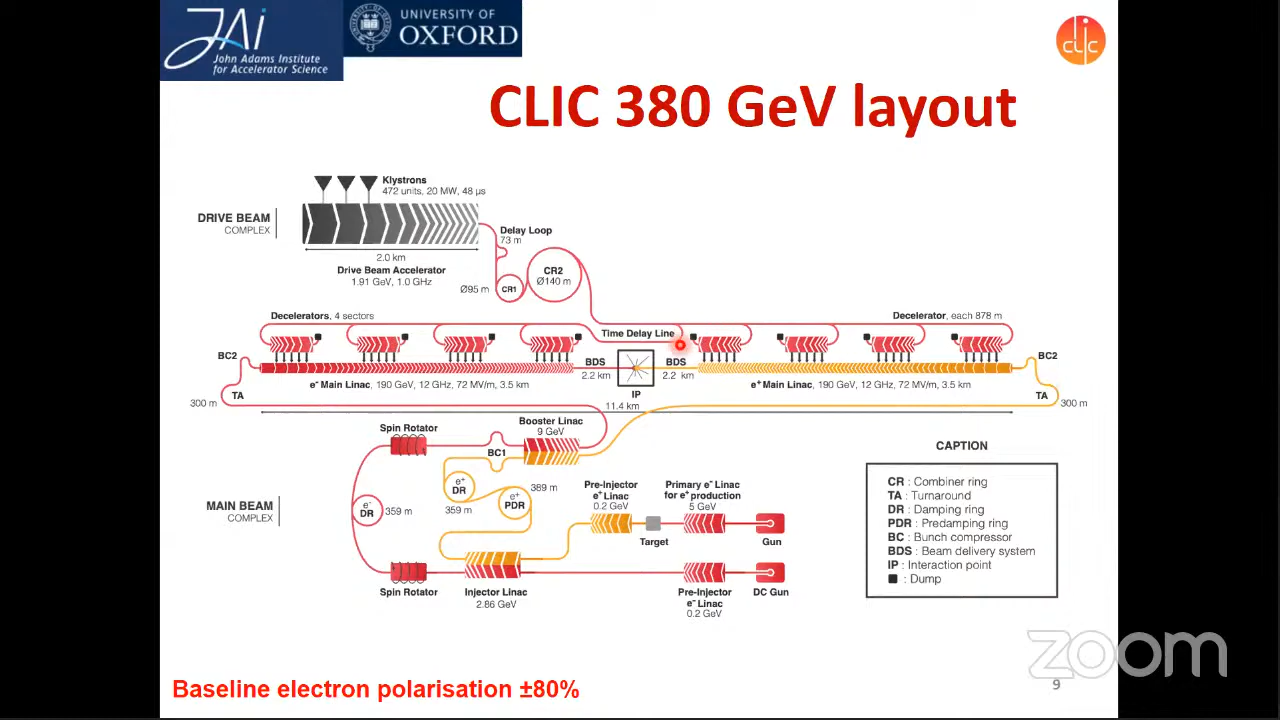 JAi
John Adams Institute
for Accelerator Science
UNIVERSITY OF
OXFORD
clic
CLIC 380 GeV layout
Klystrons
472 units, 20 MW, 48 µs
DRIVE BEAM
COMPLEX
Delay Loop
73 m
2.0 km
Drive Beam Accelerator
1.91 GeV, 1.0 GHz
CR2
Ø140 m
Ø95 m
CR1
Decelerators, 4 sectors
Time Delay Line
Decelerator, each 878 m
BC2
BDS
2.2 km
BDS
2.2 km
BC2
e⁻ Main Linac, 190 GeV, 12 GHz, 72 MV/m, 3.5 km
IP
e⁺ Main Linac, 190 GeV, 12 GHz, 72 MV/m, 3.5 km
TA
300 m
11.4 km
TA
300 m
Spin Rotator
Booster Linac
9 GeV
BC1
MAIN BEAM
COMPLEX
e⁻
DR
359 m
e⁺
DR
359 m
e⁺
PDR
389 m
Pre-Injector
e⁺ Linac
0.2 GeV
Primary e⁻ Linac
for e⁺ production
5 GeV
Target
Gun
Spin Rotator
Injector Linac
2.86 GeV
Pre-Injector
e⁻ Linac
0.2 GeV
DC Gun
CAPTION
CR : Combiner ring
TA : Turnaround
DR : Damping ring
PDR : Predamping ring
BC : Bunch compressor
BDS : Beam delivery system
IP : Interaction point
: Dump
Baseline electron polarisation ±80%
zoom
9